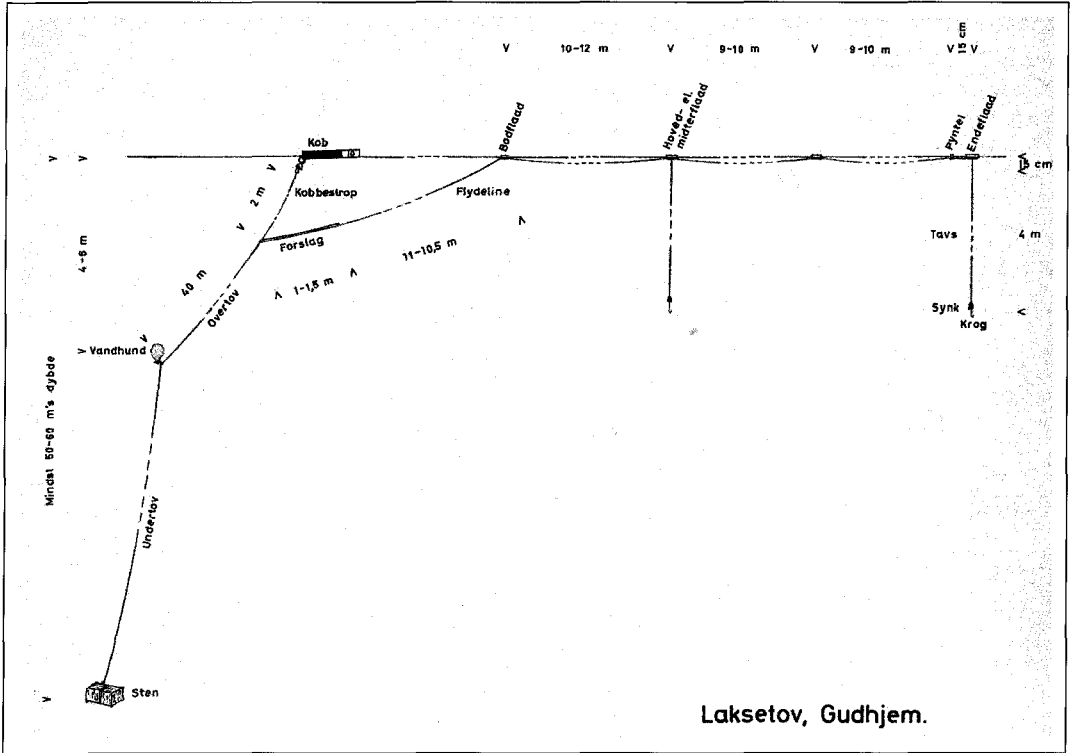 15 cm
10-12 m
9-10 m
9-10 m
Kob
Bodflaad
Hoved- el.
midterflaad
Pyntel
Endeflaad
15 cm
2 m
Kobbestrop
Flydeline
Forslag
Tavs
4 m
4-6 m
40 m
1-1,5 m
11-10,5 m
Overtov
Synk
Krog
Vandhund
Mindst 50-60 m's dybde
Undertov
Sten
Laksetov, Gudhjem.